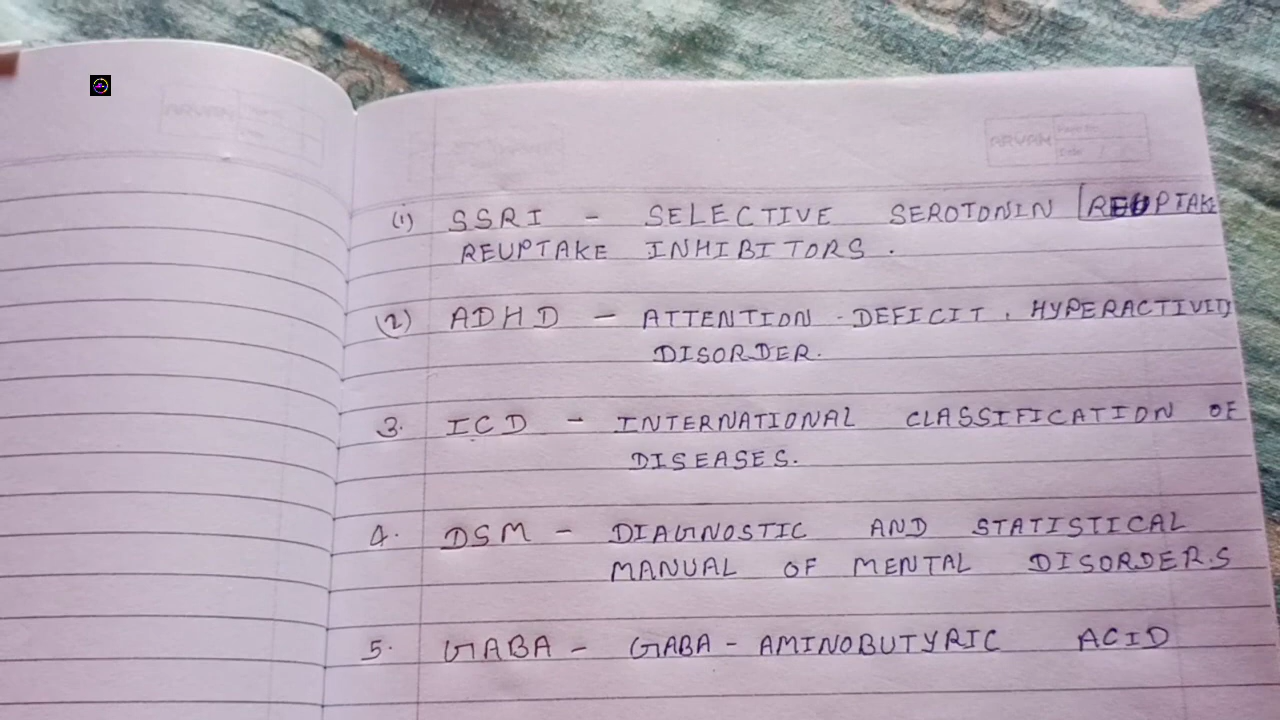 ARVAN
(1) SSRI - SELECTIVE SEROTONIN [REUPTAKE
REUPTAKE INHIBITORS.
(2) ADHD - ATTENTION - DEFICIT, HYPERACTIVITY
DISORDER.
3. ICD - INTERNATIONAL CLASSIFICATION OF
DISEASES.
4. DSM - DIAGNOSTIC AND STATISTICAL
MANUAL OF MENTAL DISORDERS
5. GABA - GABA - AMINOBUTYRIC ACID